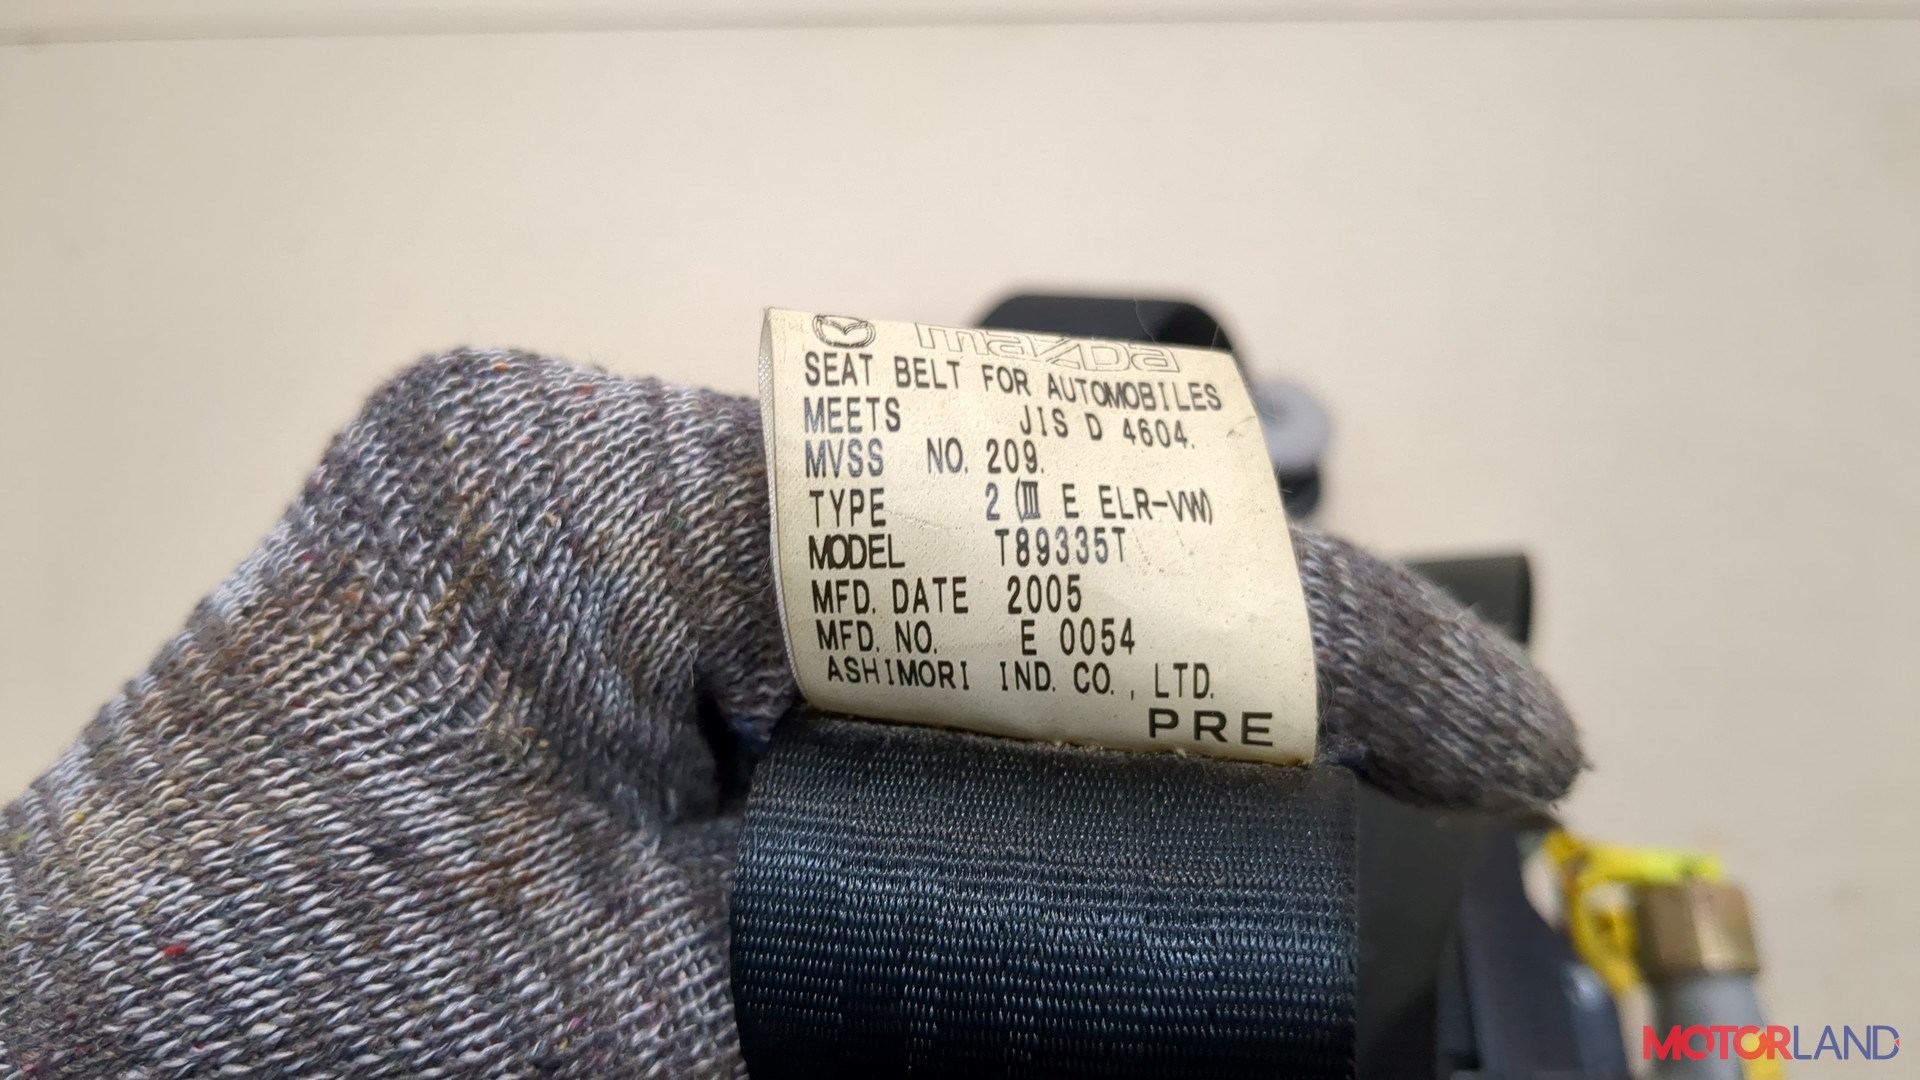 mazda
SEAT BELT FOR AUTOMOBILES
MEETS JIS D 4604.
MVSS NO. 209.
TYPE 2 (Ⅲ E ELR-VW)
MODEL T89335T
MFD. DATE 2005
MFD. NO. E 0054
ASHIMORI IND. CO., LTD.
PRE
MOTORLAND